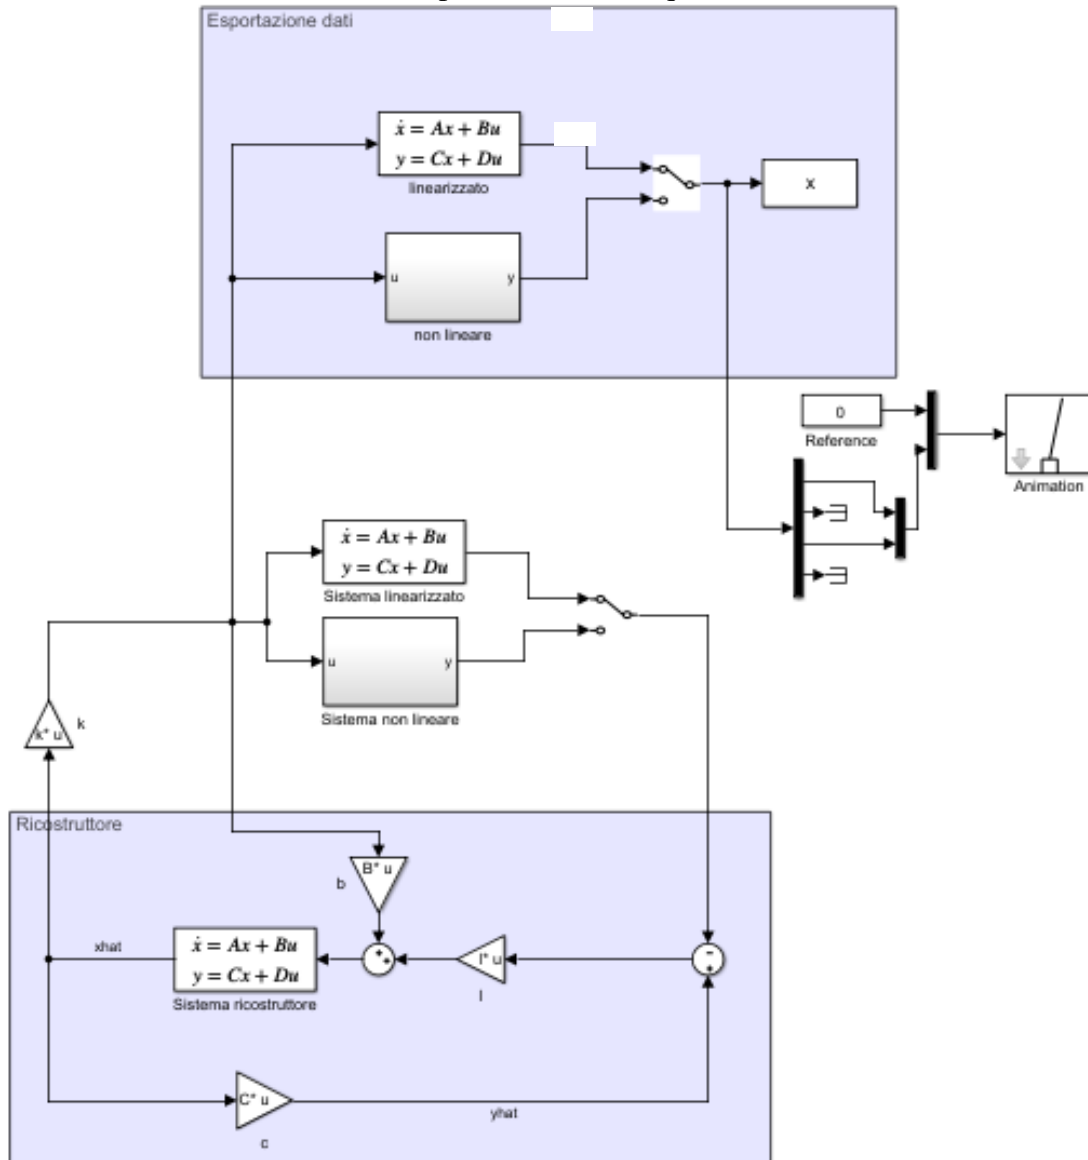 Esportazione dati
ẋ = Ax + Bu
y = Cx + Du
linearizzato
x
u
y
non lineare
0
Reference
Animation
ẋ = Ax + Bu
y = Cx + Du
Sistema linearizzato
u
y
Sistema non lineare
k* u
k
Ricostruttore
B* u
b
xhat
ẋ = Ax + Bu
y = Cx + Du
Sistema ricostruttore
+
+
l* u
l
-
+
C* u
c
yhat